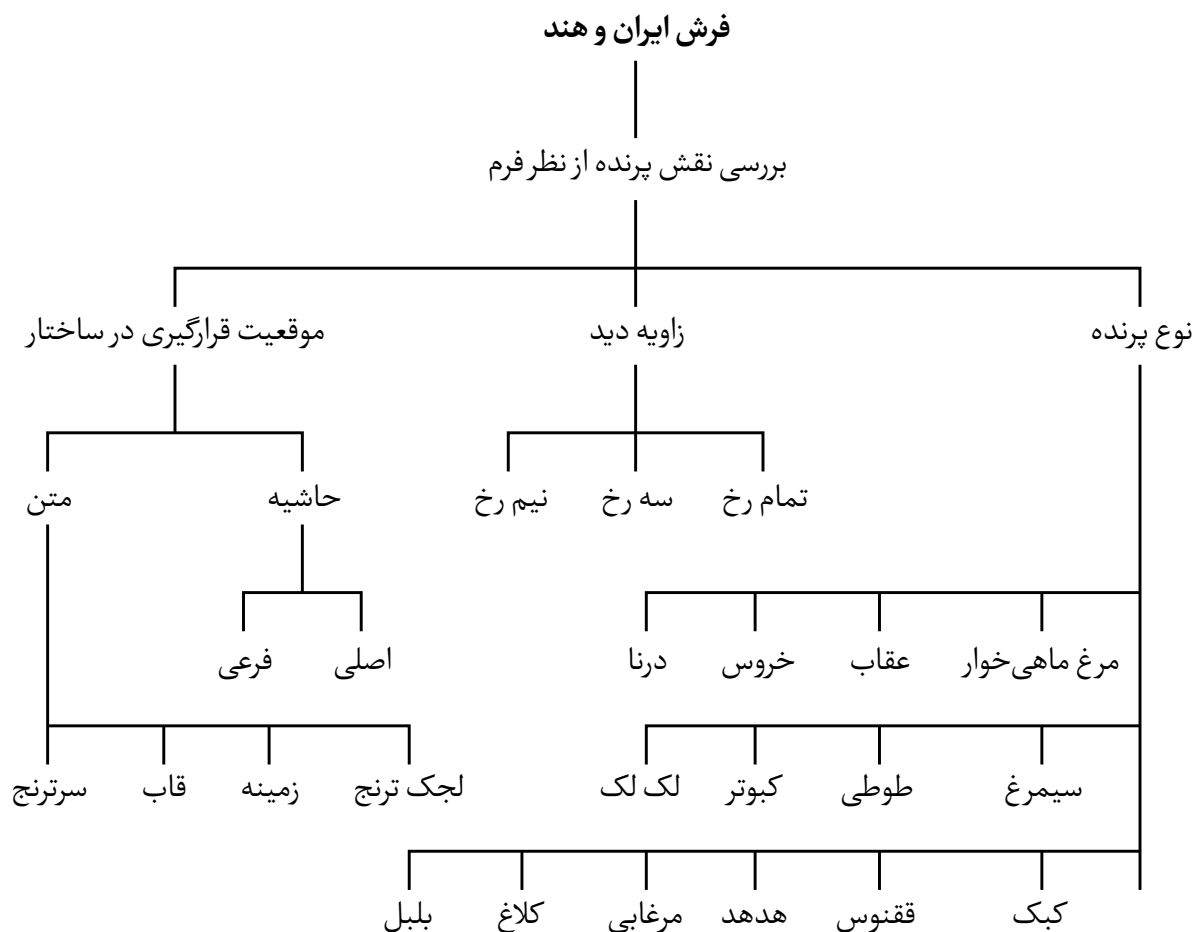 فرش ایران و هند
بررسی نقش پرنده از نظر فرم
نوع پرنده
زاویه دید
موقعیت قرارگیری در ساختار
تمام رخ
سه رخ
نیم رخ
حاشیه
متن
مرغ ماهی‌خوار
عقاب
خروس
درنا
اصلی
فرعی
سیمرغ
طوطی
کبوتر
لک لک
لجک ترنج
زمینه
قاب
سرترنج
کبک
ققنوس
هدهد
مرغابی
کلاغ
بلبل